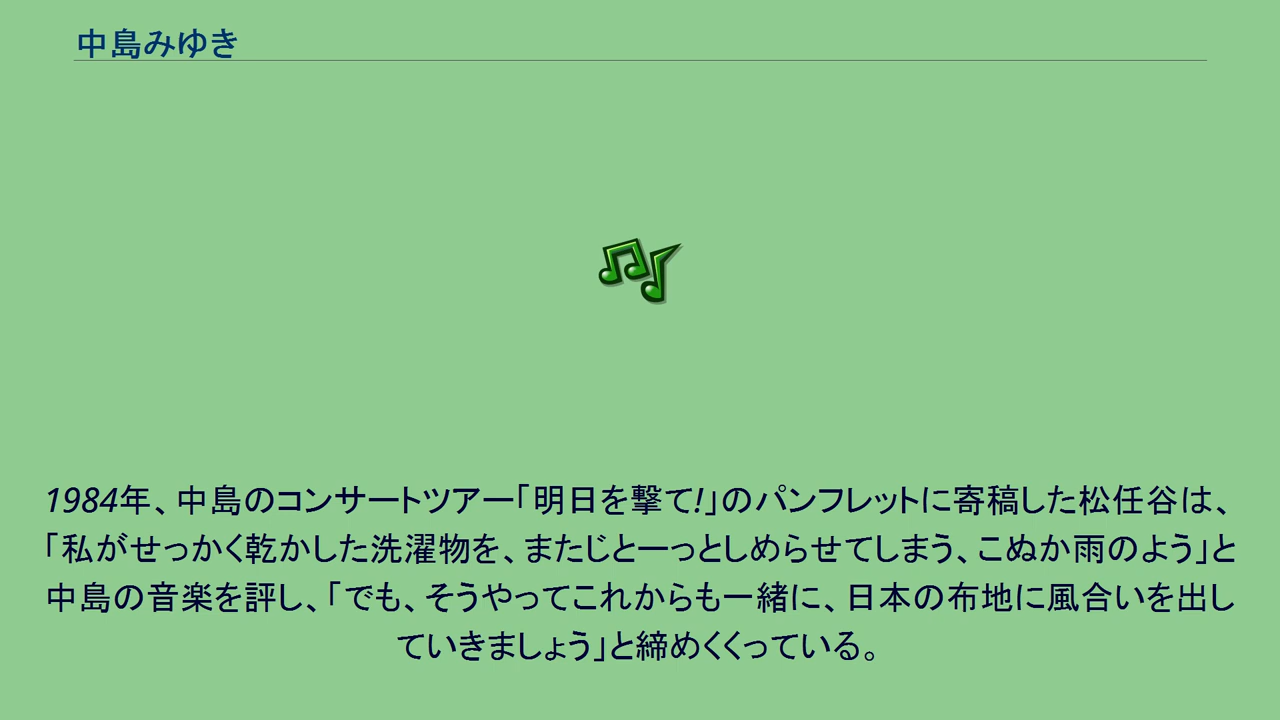 中島みゆき
1984年、中島のコンサートツアー「明日を撃て!」のパンフレットに寄稿した松任谷は、
「私がせっかく乾かした洗濯物を、またじとーっとしめらせてしまう、こぬか雨のよう」と
中島の音楽を評し、「でも、そうやってこれからも一緒に、日本の布地に風合いを出し
ていきましょう」と締めくくっている。